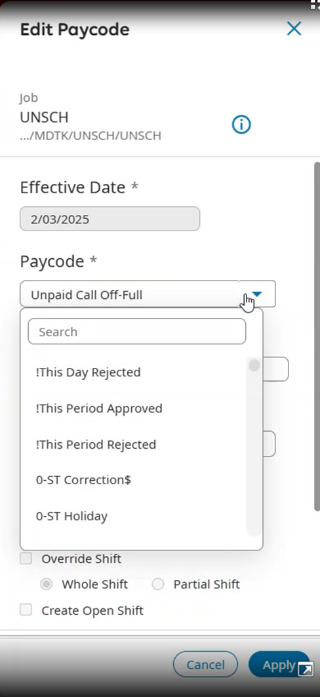 Edit Paycode
Job
UNSCH
.../MDTK/UNSCH/UNSCH
Effective Date *
2/03/2025
Paycode *
Unpaid Call Off-Full
Search
!This Day Rejected
!This Period Approved
!This Period Rejected
0-ST Correction$
0-ST Holiday
Override Shift
Whole Shift Partial Shift
Create Open Shift
Cancel Apply